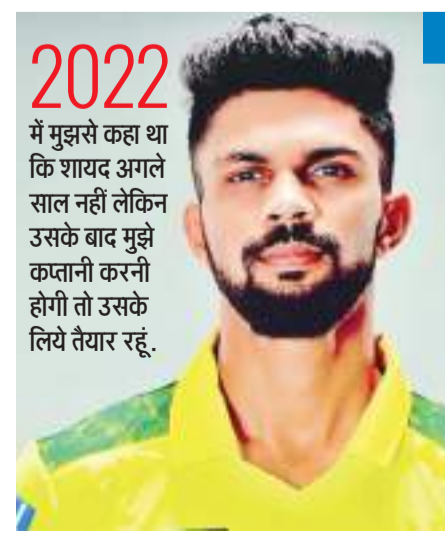 2022
में मुझसे कहा था
कि शायद अगले
साल नहीं लेकिन
उसके बाद मुझे
कप्तानी करनी
होगी तो उसके
लिये तैयार रहूं.